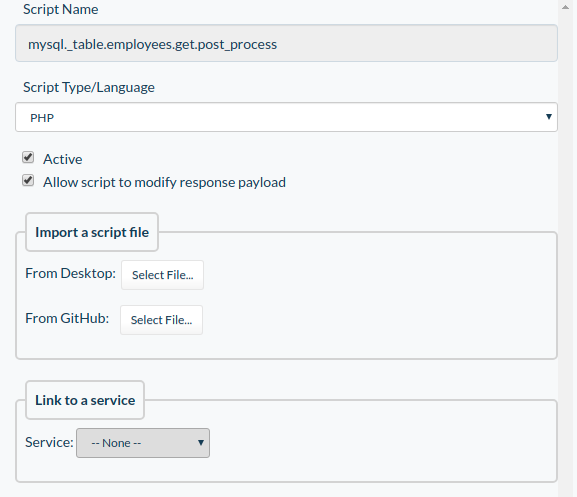 Script Name
mysql._table.employees.get.post_process
Script Type/Language
PHP
Active
Allow script to modify response payload
Import a script file
From Desktop: Select File...
From GitHub: Select File...
Link to a service
Service: -- None --